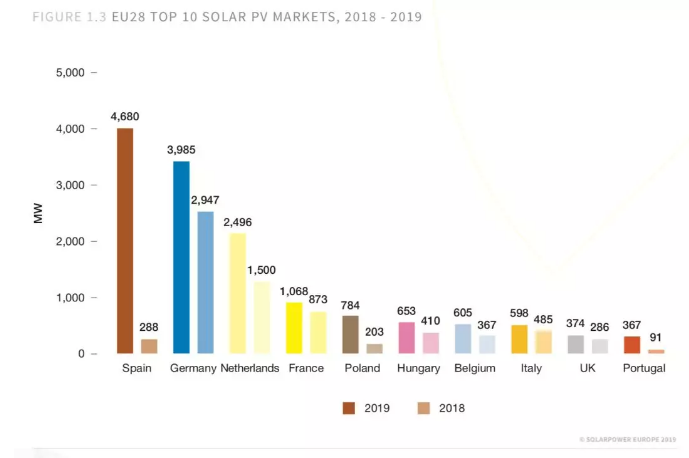 FIGURE 1.3 EU28 TOP 10 SOLAR PV MARKETS, 2018 - 2019
5,000
4,000
3,000
2,000
1,000
0
MW
4,680
288
3,985
2,947
2,496
1,500
1,068
873
784
203
653
410
605
367
598
485
374
286
367
91
Spain
Germany
Netherlands
France
Poland
Hungary
Belgium
Italy
UK
Portugal
2019
2018
© SOLARPOWER EUROPE 2019